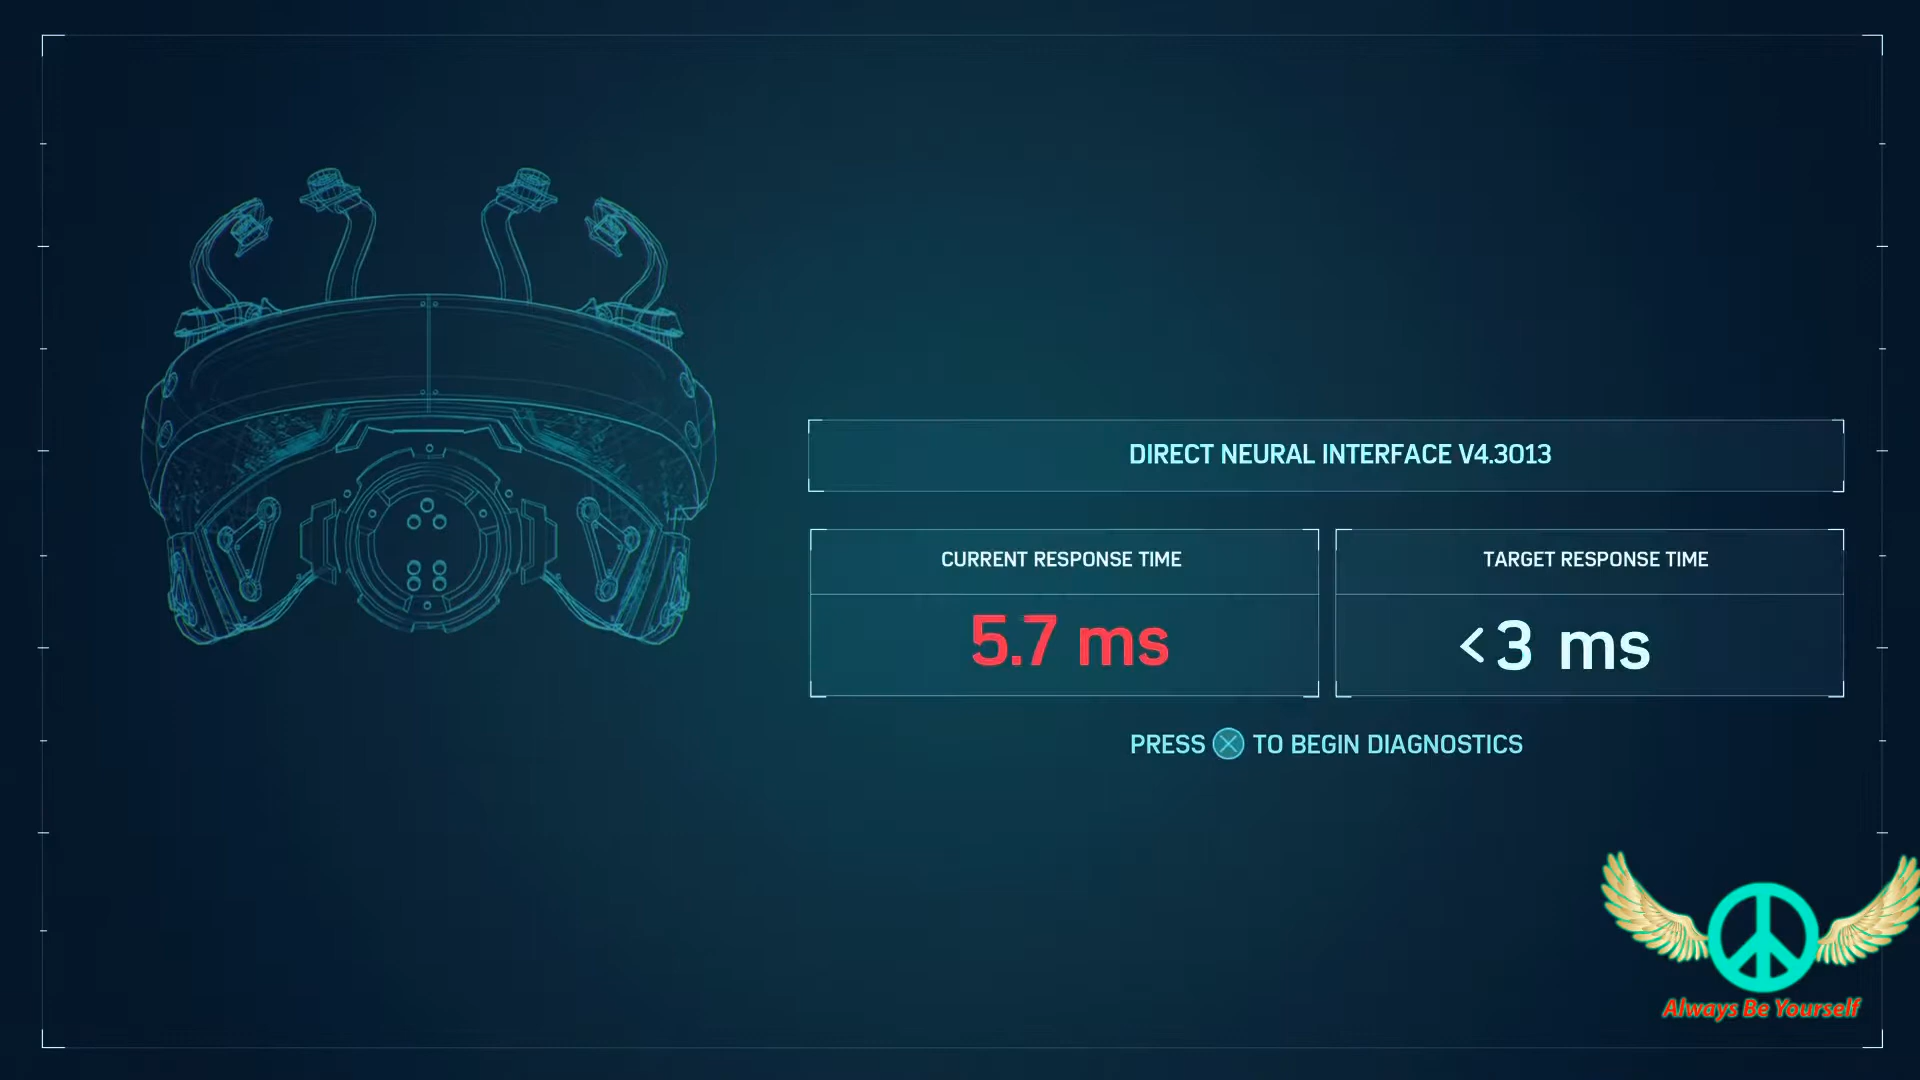 DIRECT NEURAL INTERFACE V4.3013
CURRENT RESPONSE TIME
5.7 ms
TARGET RESPONSE TIME
<3 ms
PRESS TO BEGIN DIAGNOSTICS
Always Be Yourself